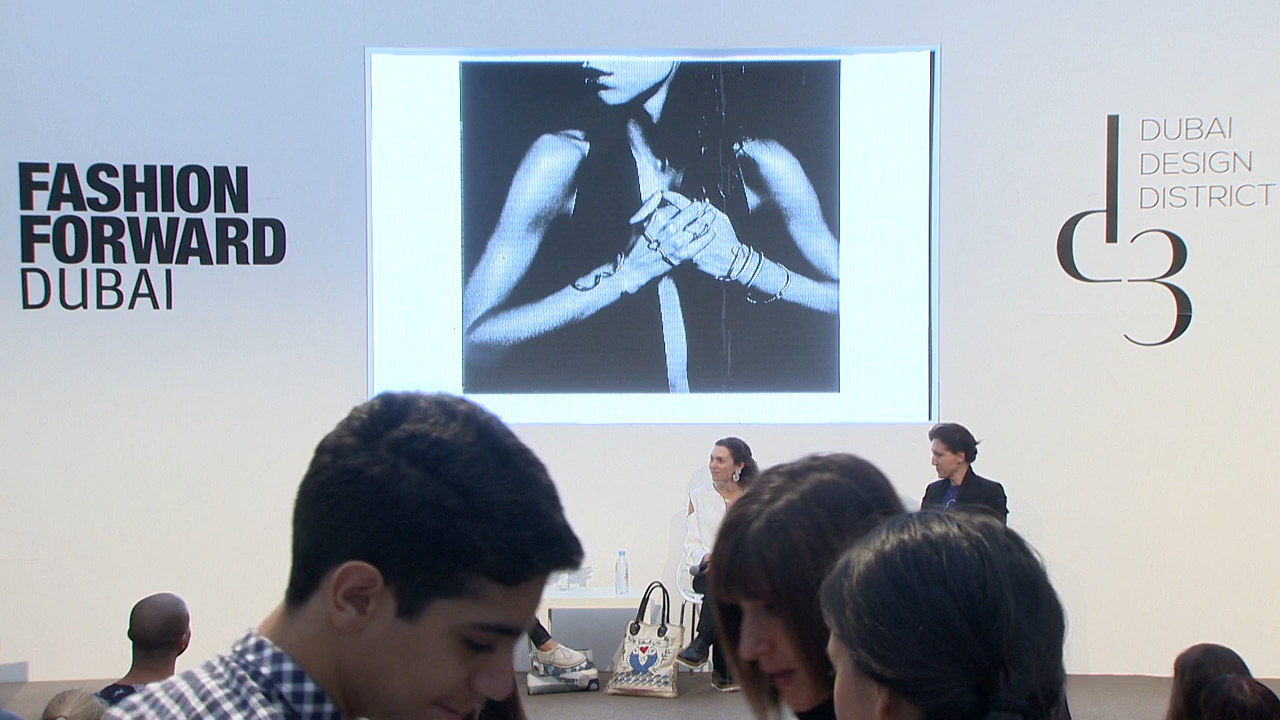 FASHION
FORWARD
DUBAI
DUBAI
DESIGN
DISTRICT
d3